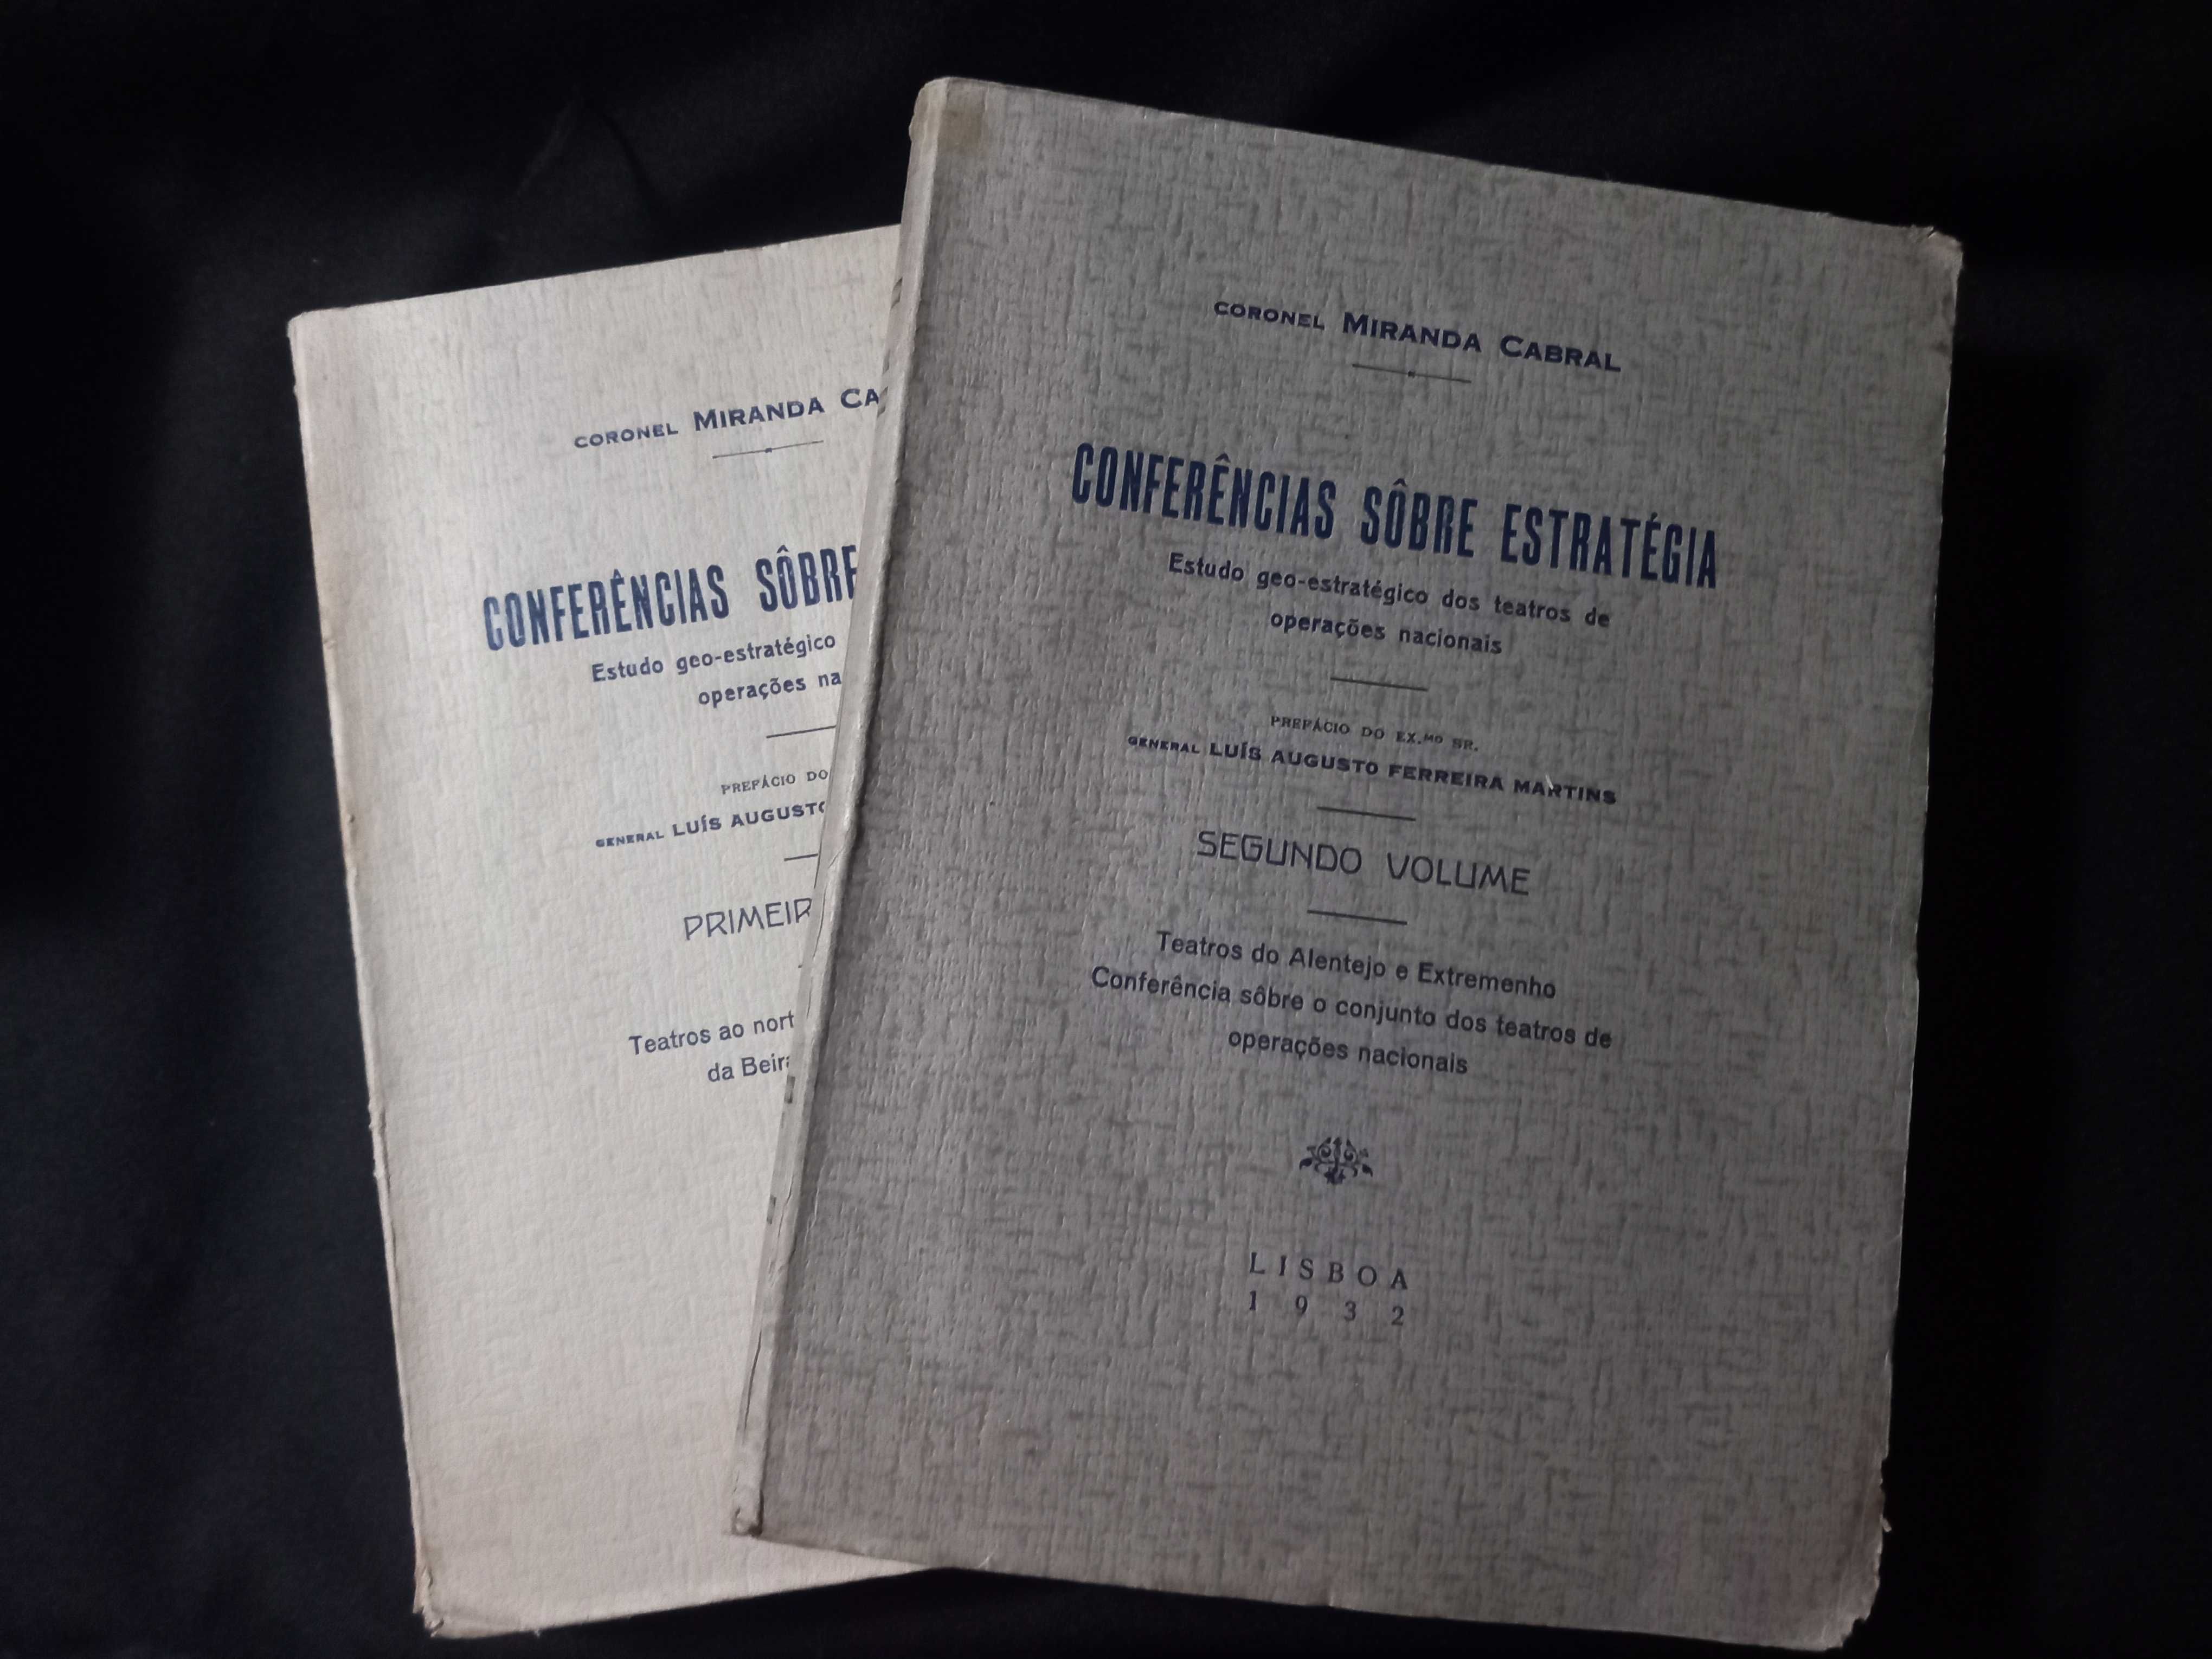 CORONEL MIRANDA CA
CONFERÊNCIAS SÔBRE
Estudo geo-estratégico
operações na
PREFÁCIO DO
GENERAL LUÍS AUGUSTO
PRIMEIR
Teatros ao nort
da Beira
CORONEL MIRANDA CABRAL
CONFERÊNCIAS SÔBRE ESTRATÉGIA
Estudo geo-estratégico dos teatros de
operações nacionais
PREFÁCIO DO EX.MO SR.
GENERAL LUÍS AUGUSTO FERREIRA MARTINS
SEGUNDO VOLUME
Teatros do Alentejo e Extremenho
Conferência sôbre o conjunto dos teatros de
operações nacionais
LISBOA
1932